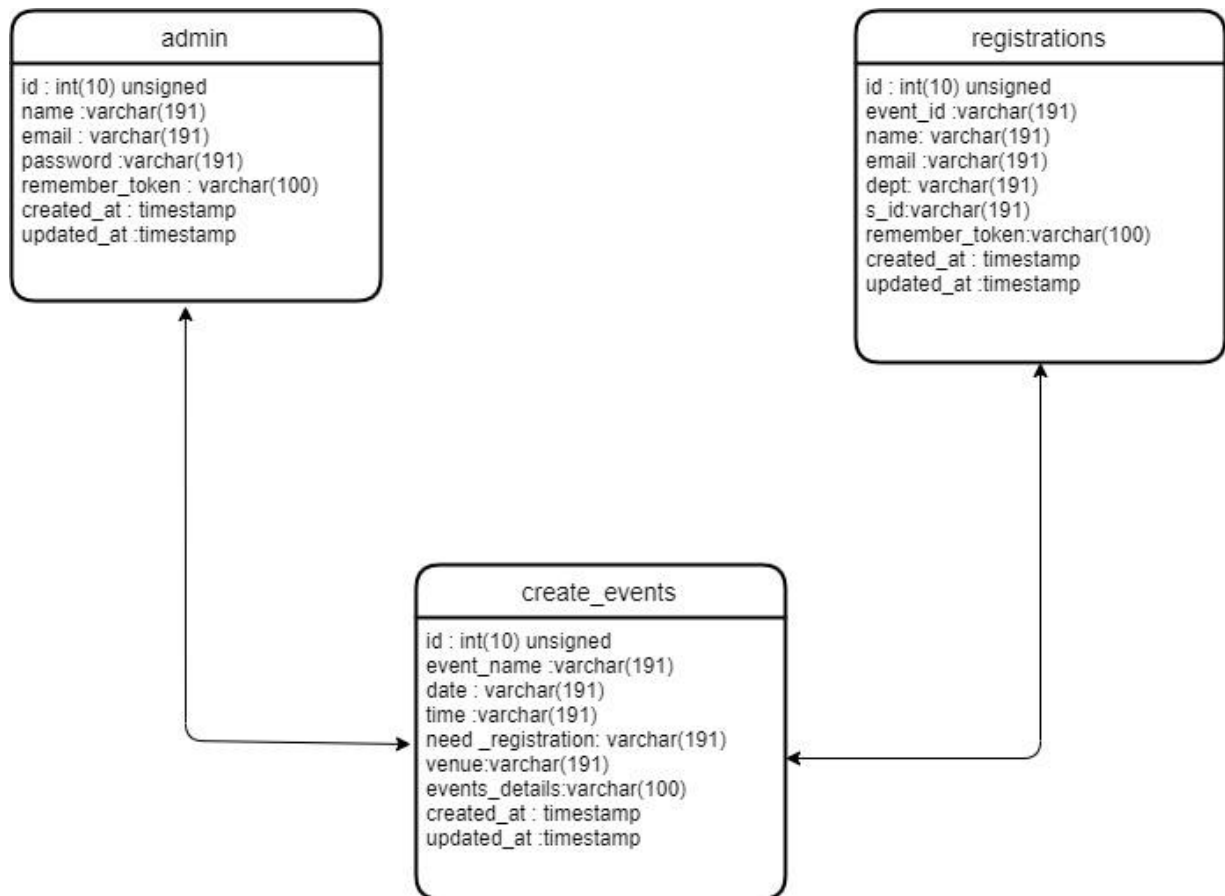 admin
id : int(10) unsigned
name :varchar(191)
email : varchar(191)
password :varchar(191)
remember_token : varchar(100)
created_at : timestamp
updated_at :timestamp
registrations
id : int(10) unsigned
event_id :varchar(191)
name: varchar(191)
email :varchar(191)
dept: varchar(191)
s_id:varchar(191)
remember_token:varchar(100)
created_at : timestamp
updated_at :timestamp
create_events
id : int(10) unsigned
event_name :varchar(191)
date : varchar(191)
time :varchar(191)
need _registration: varchar(191)
venue:varchar(191)
events_details:varchar(100)
created_at : timestamp
updated_at :timestamp